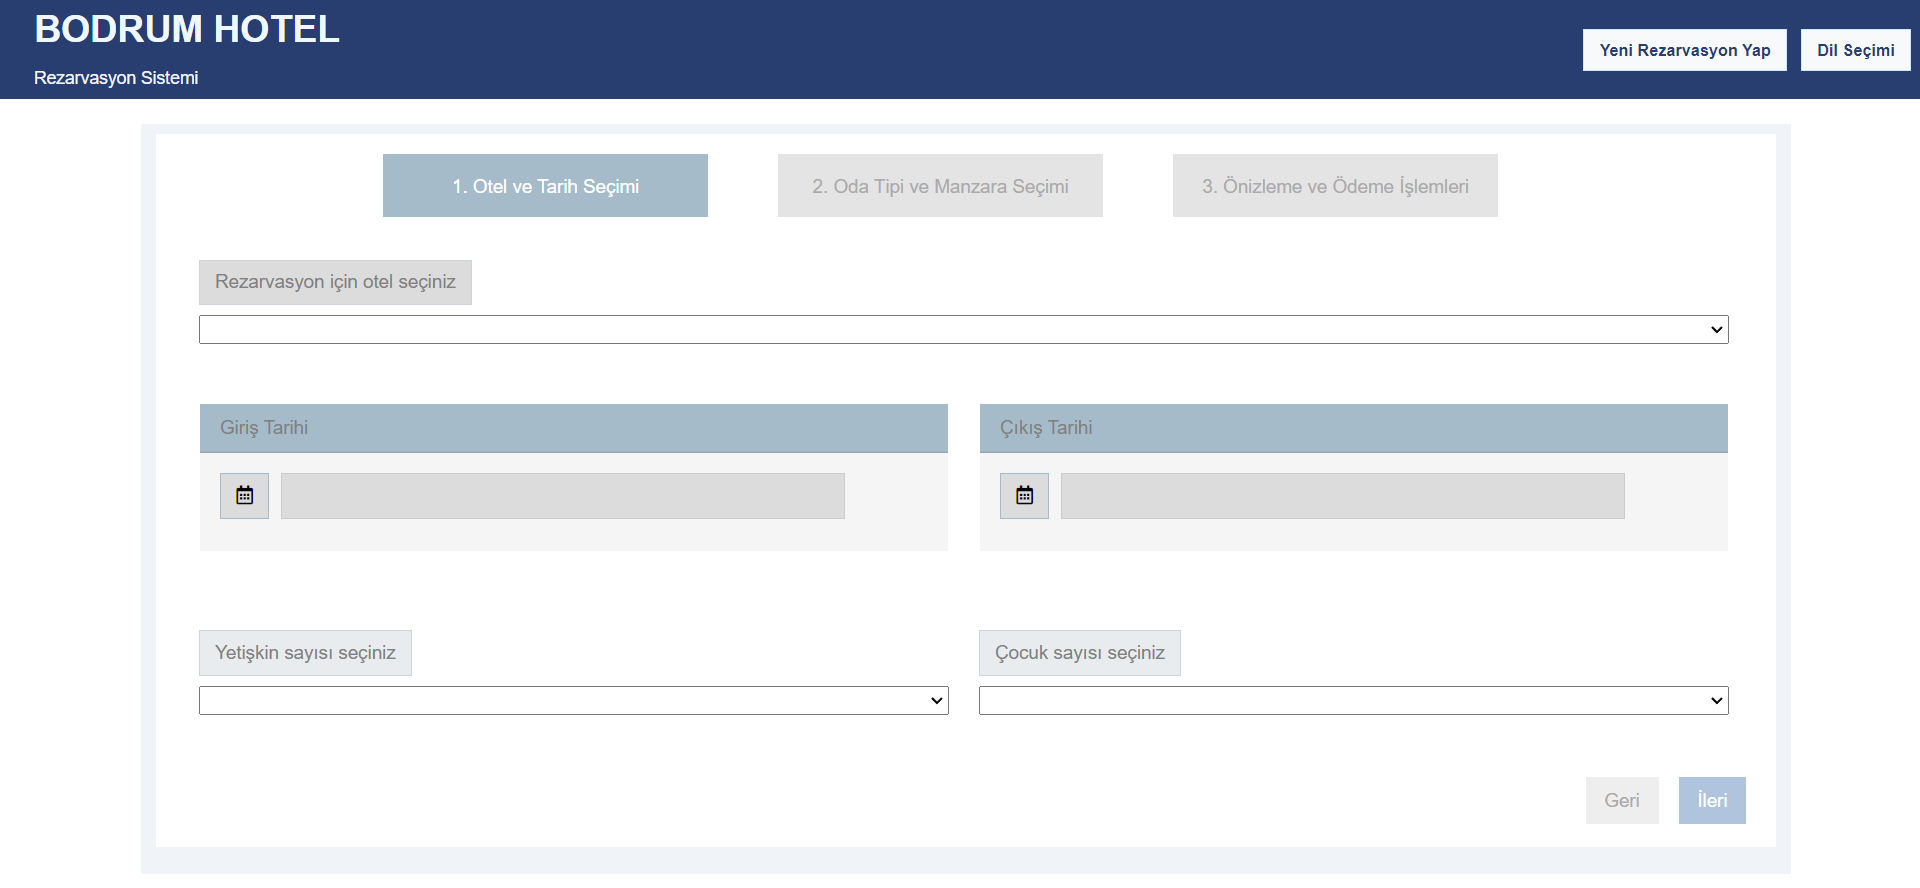 BODRUM HOTEL
Rezarvasyon Sistemi
Yeni Rezarvasyon Yap
Dil Seçimi
1. Otel ve Tarih Seçimi
2. Oda Tipi ve Manzara Seçimi
3. Önizleme ve Ödeme İşlemleri
Rezarvasyon için otel seçiniz
Giriş Tarihi
Çıkış Tarihi
Yetişkin sayısı seçiniz
Çocuk sayısı seçiniz
Geri
İleri